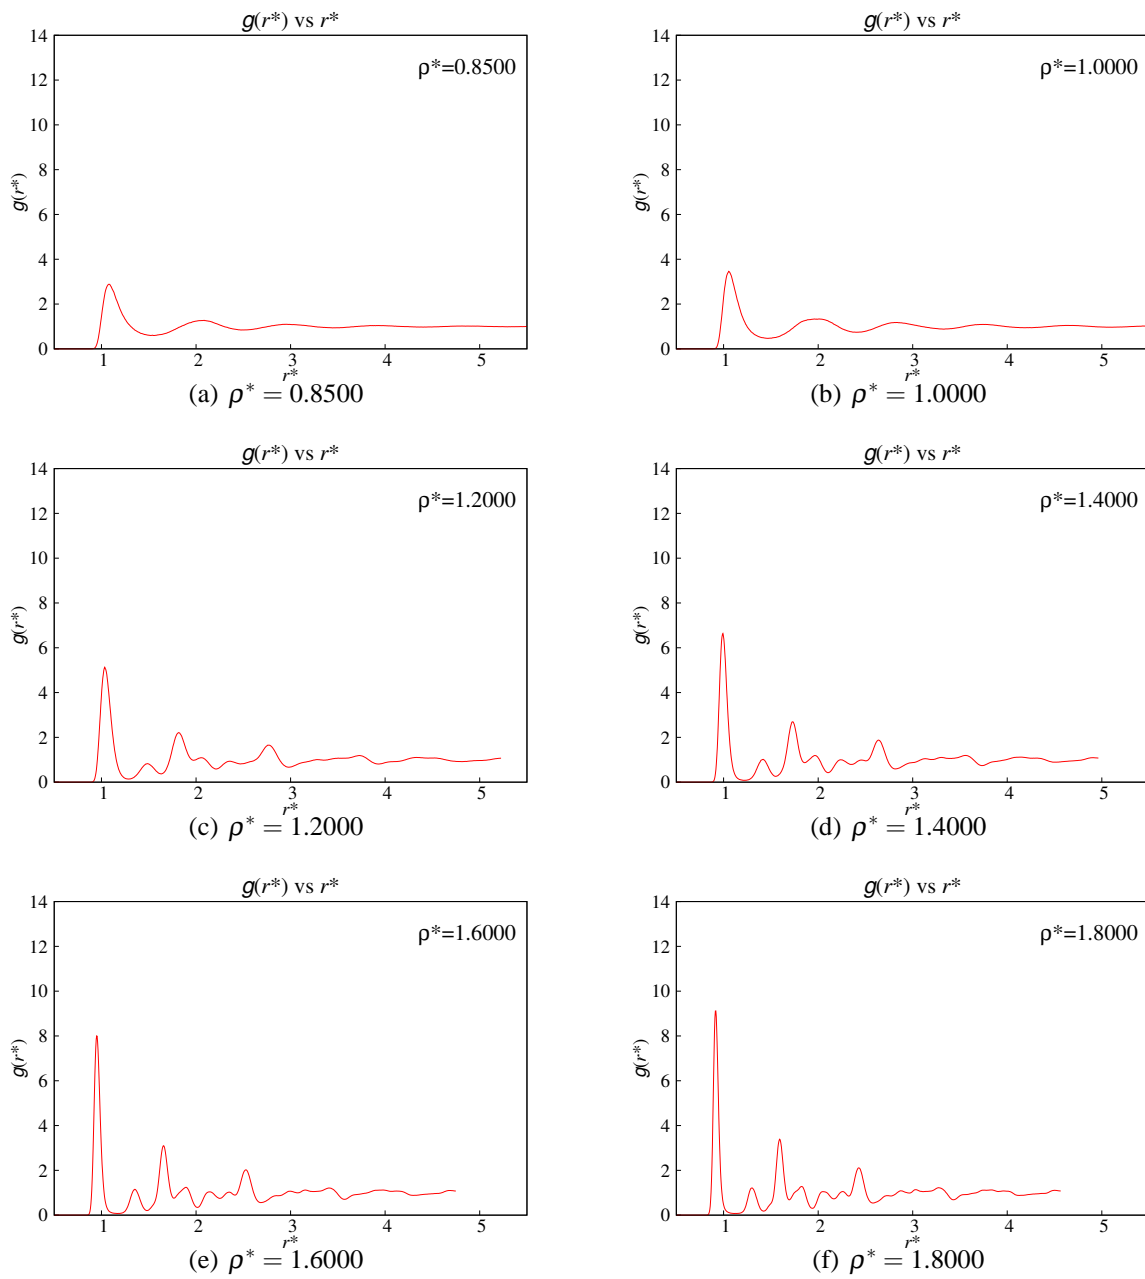 g(r*) vs r*
14
12
10
8
6
4
2
0
g(r*)
ρ*=0.8500
1 2 3 4 5
r*
(a) ρ* = 0.8500
g(r*) vs r*
14
12
10
8
6
4
2
0
g(r*)
ρ*=1.0000
1 2 3 4 5
r*
(b) ρ* = 1.0000
g(r*) vs r*
14
12
10
8
6
4
2
0
g(r*)
ρ*=1.2000
1 2 3 4 5
r*
(c) ρ* = 1.2000
g(r*) vs r*
14
12
10
8
6
4
2
0
g(r*)
ρ*=1.4000
1 2 3 4 5
r*
(d) ρ* = 1.4000
g(r*) vs r*
14
12
10
8
6
4
2
0
g(r*)
ρ*=1.6000
1 2 3 4 5
r*
(e) ρ* = 1.6000
g(r*) vs r*
14
12
10
8
6
4
2
0
g(r*)
ρ*=1.8000
1 2 3 4 5
r*
(f) ρ* = 1.8000